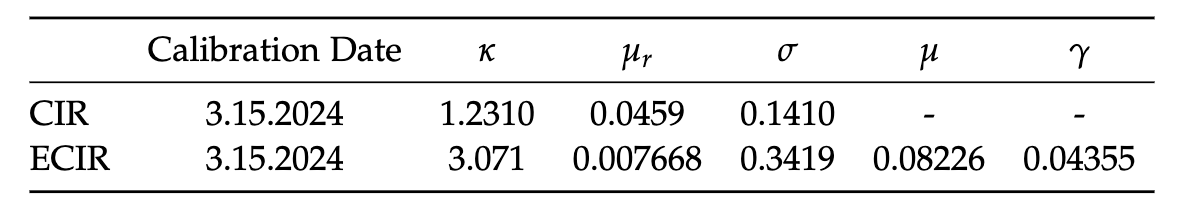 Calibration Date κ μr σ μ γ
CIR 3.15.2024 1.2310 0.0459 0.1410 - -
ECIR 3.15.2024 3.071 0.007668 0.3419 0.08226 0.04355